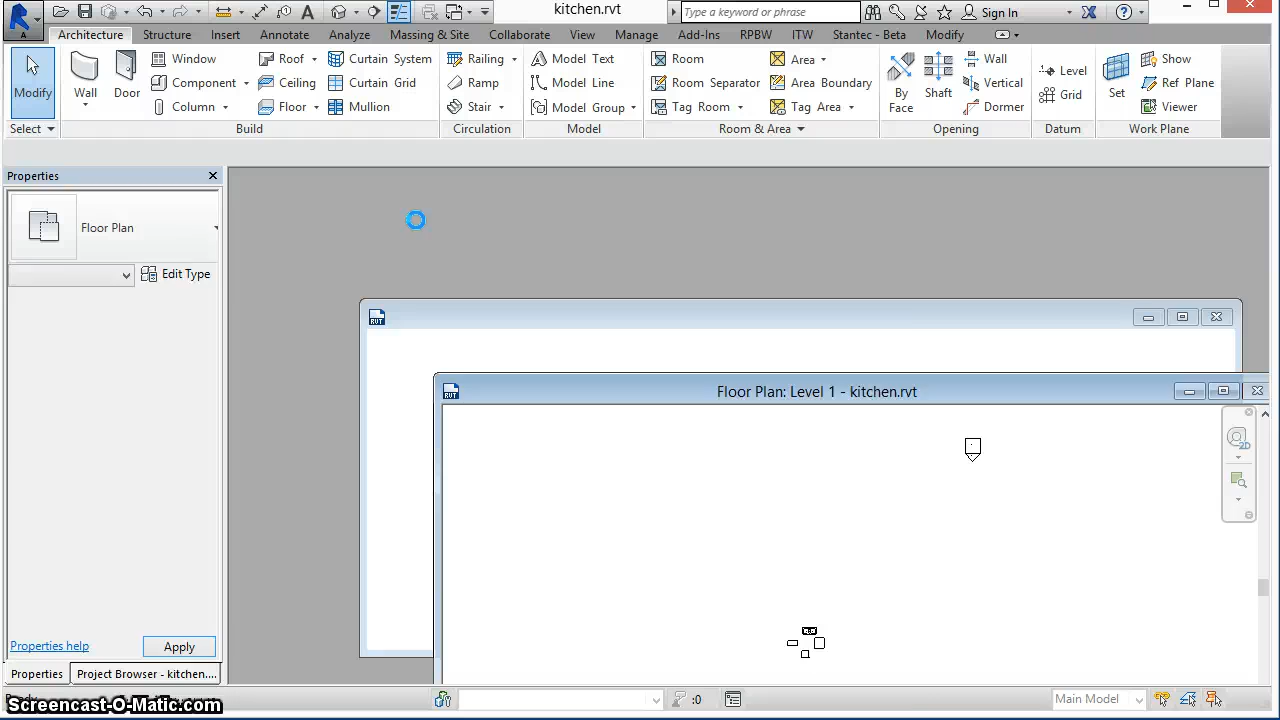 kitchen.rvt
Type a keyword or phrase
Sign In
Architecture Structure Insert Annotate Analyze Massing & Site Collaborate View Manage Add-Ins RPBW ITW Stantec - Beta Modify
Modify
Select
Wall
Door
Window
Component
Column
Roof
Ceiling
Floor
Curtain System
Curtain Grid
Mullion
Build
Railing
Ramp
Stair
Circulation
Model Text
Model Line
Model Group
Model
Room
Room Separator
Tag Room
Area
Area Boundary
Tag Area
Room & Area
By
Face
Shaft
Wall
Vertical
Dormer
Opening
Level
Grid
Datum
Set
Show
Ref Plane
Viewer
Work Plane
Properties
Floor Plan
Edit Type
RVT
RVT
Floor Plan: Level 1 - kitchen.rvt
2D
Properties help
Apply
Properties
Project Browser - kitchen....
:0
Main Model
Screencast-O-Matic.com